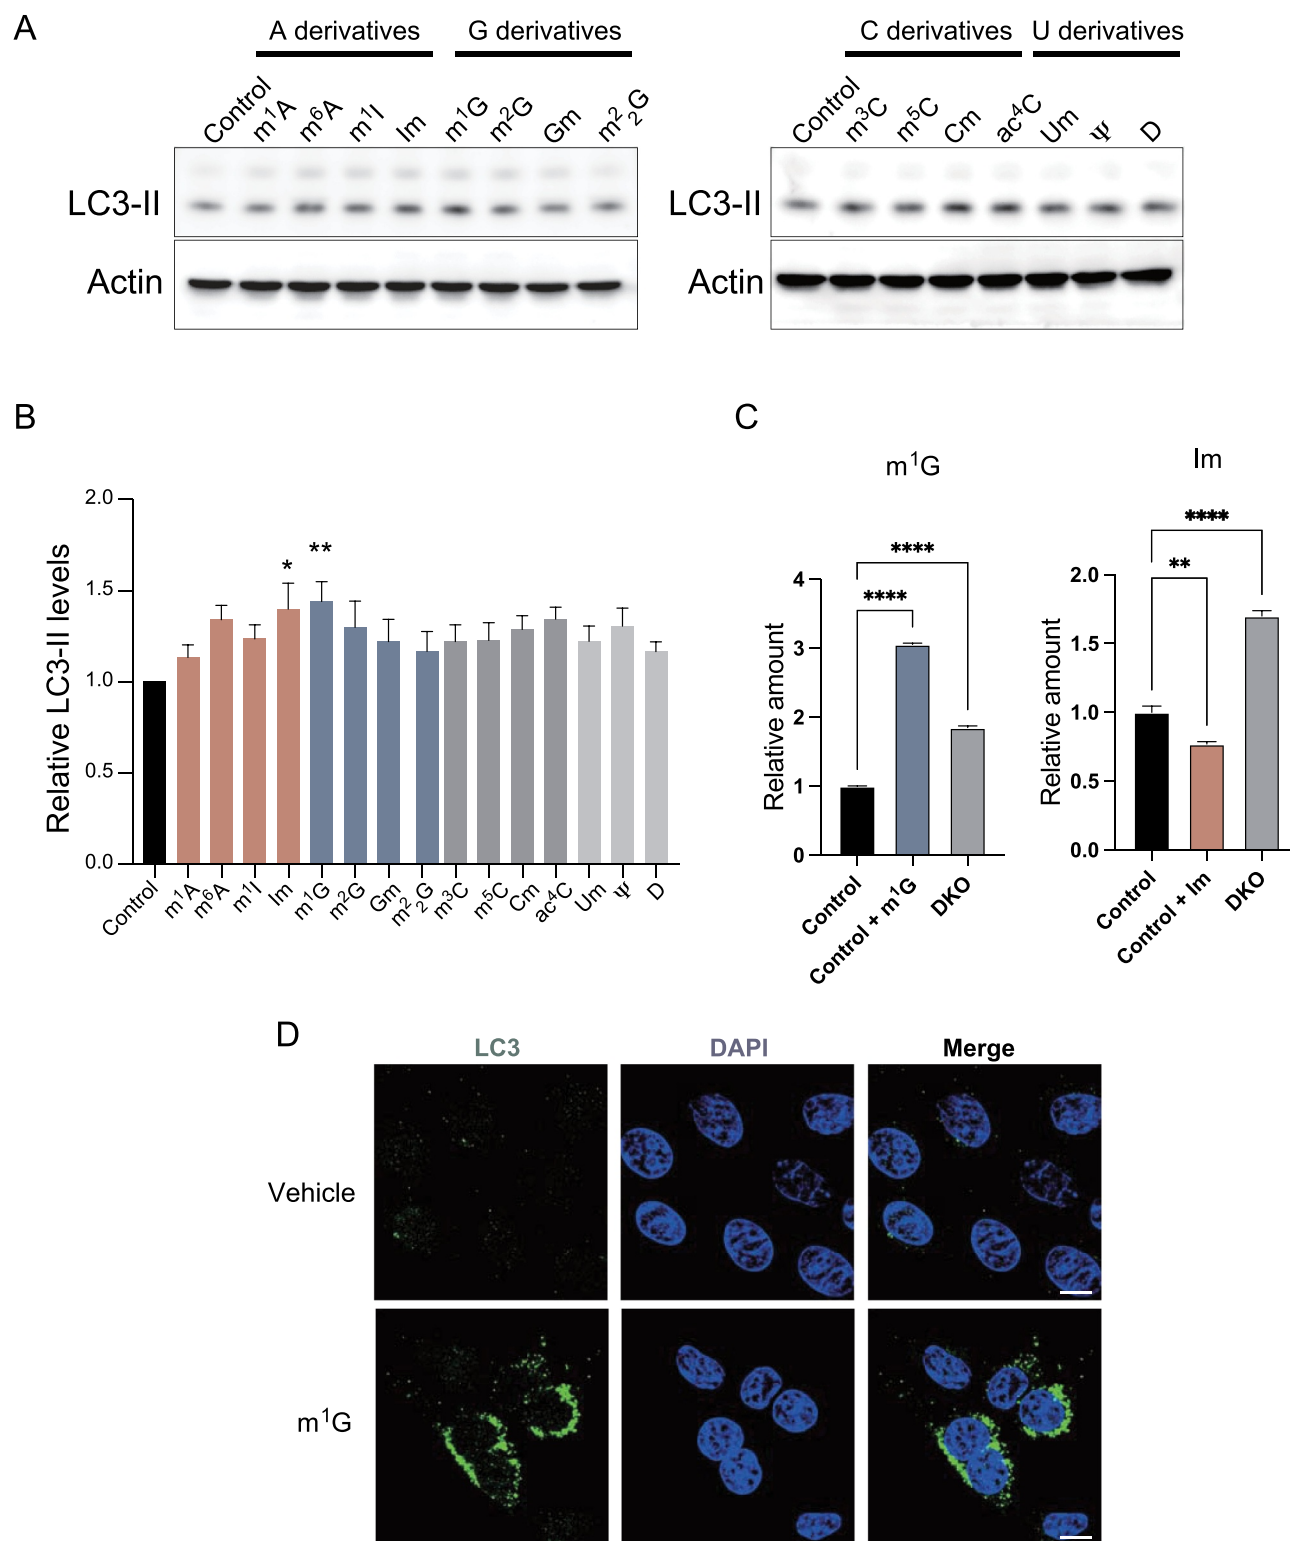 A
A derivatives
G derivatives
C derivatives
U derivatives
Control
m¹A
m⁶A
m¹I
Im
m¹G
m²G
Gm
m²₂G
Control
m³C
m⁵C
Cm
ac⁴C
Um
Ψ
D
LC3-II
LC3-II
Actin
Actin
B
Relative LC3-II levels
2.0
1.5
1.0
0.5
0.0
*
**
Control
m¹A
m⁶A
m¹I
Im
m¹G
m²G
Gm
m²₂G
m³C
m⁵C
Cm
ac⁴C
Um
Ψ
D
C
m¹G
Relative amount
4
3
2
1
0
****
****
Control
Control + m¹G
DKO
Im
Relative amount
2.0
1.5
1.0
0.5
0.0
****
**
Control
Control + Im
DKO
D
LC3
DAPI
Merge
Vehicle
m¹G